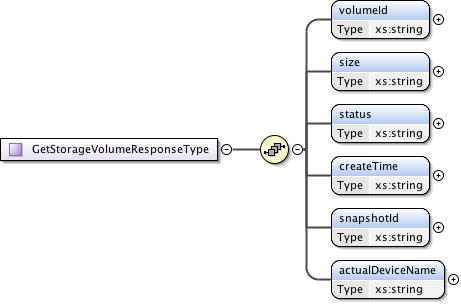 volumeId
Type xs:string
size
Type xs:string
status
Type xs:string
GetStorageVolumeResponseType
createTime
Type xs:string
snapshotId
Type xs:string
actualDeviceName
Type xs:string